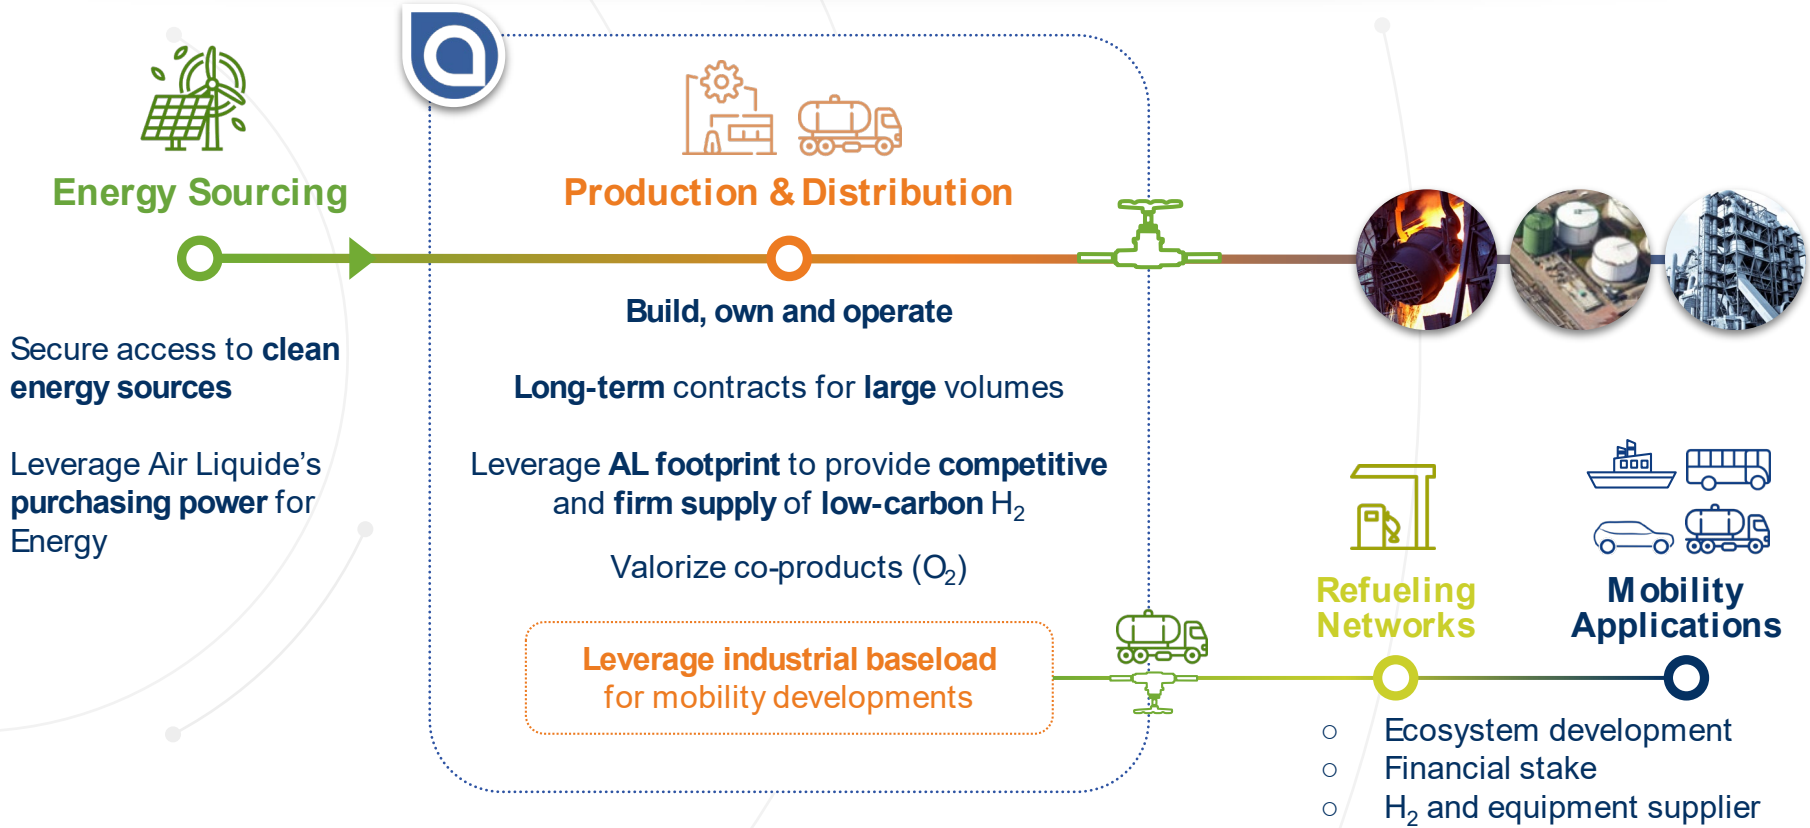 Energy Sourcing
Secure access to clean
energy sources
Leverage Air Liquide's
purchasing power for
Energy
Production & Distribution
Build, own and operate
Long-term contracts for large volumes
Leverage AL footprint to provide competitive
and firm supply of low-carbon H₂
Valorize co-products (O₂)
Leverage industrial baseload
for mobility developments
Refueling
Networks
Mobility
Applications
○ Ecosystem development
○ Financial stake
○ H₂ and equipment supplier